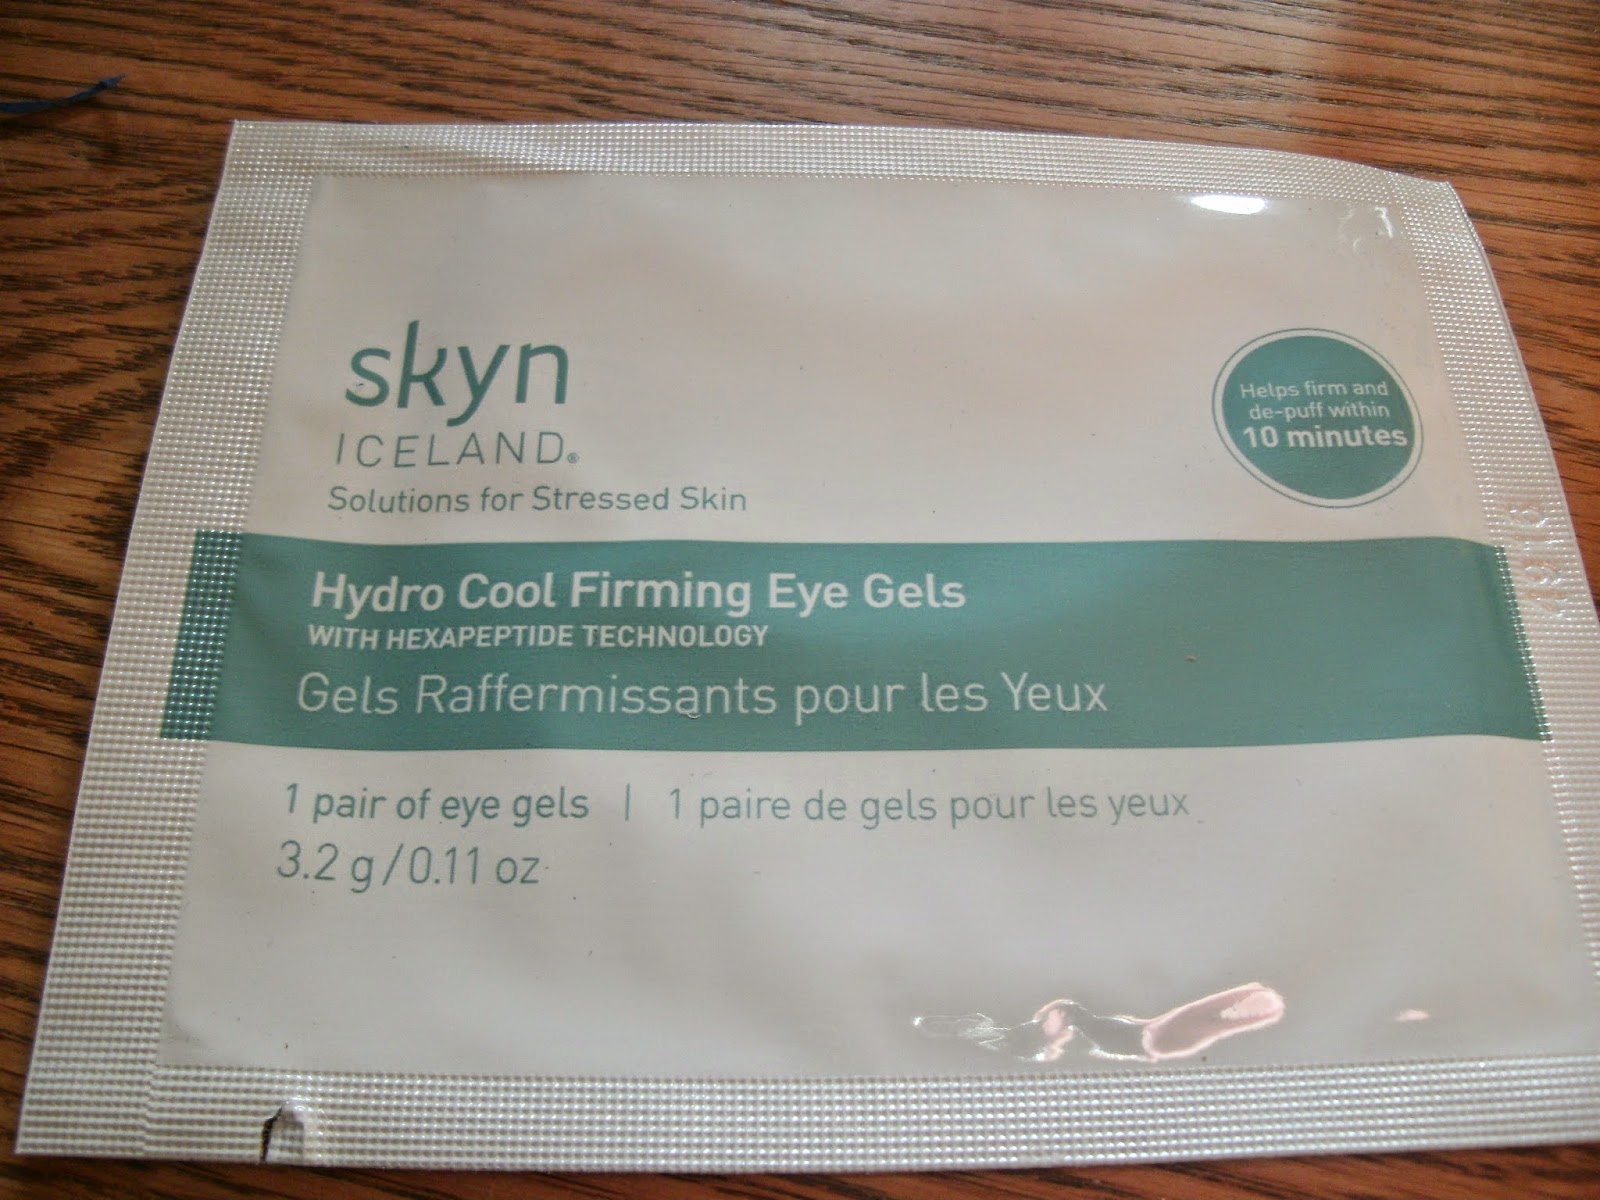 skyn
ICELAND®
Solutions for Stressed Skin
Helps firm and
de-puff within
10 minutes
Hydro Cool Firming Eye Gels
WITH HEXAPEPTIDE TECHNOLOGY
Gels Raffermissants pour les Yeux
1 pair of eye gels | 1 paire de gels pour les yeux
3.2 g/0.11 oz